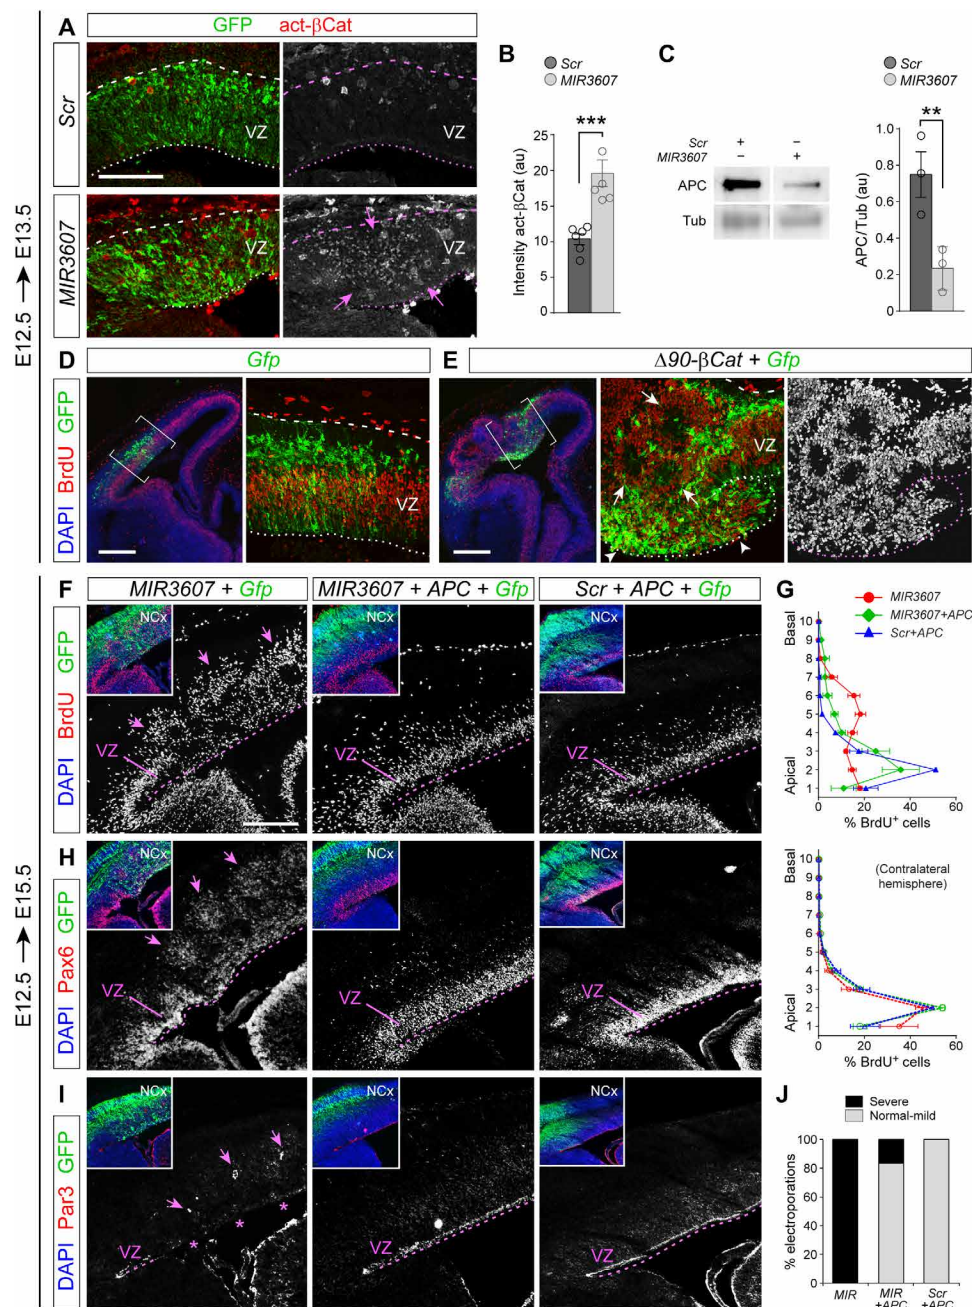 E12.5 → E13.5
A
GFP act-βCat
Scr
VZ
VZ
MIR3607
VZ
VZ
B
Scr
MIR3607
***
Intensity act-βCat (au)
25
20
15
10
5
0
C
Scr + −
MIR3607 − +
APC
Tub
Scr
MIR3607
**
APC/Tub (au)
1.0
0.8
0.6
0.4
0.2
0
D
Gfp
DAPI BrdU GFP
VZ
E
Δ90-βCat + Gfp
VZ
E12.5 → E15.5
F
MIR3607 + Gfp
MIR3607 + APC + Gfp
Scr + APC + Gfp
DAPI BrdU GFP
NCx
VZ
NCx
VZ
NCx
VZ
G
MIR3607
MIR3607+APC
Scr+APC
Basal
Apical
10
9
8
7
6
5
4
3
2
1
0 20 40 60
% BrdU+ cells
(Contralateral
hemisphere)
Basal
Apical
10
9
8
7
6
5
4
3
2
1
0 20 40 60
% BrdU+ cells
H
DAPI Pax6 GFP
NCx
VZ
NCx
VZ
NCx
VZ
I
DAPI Par3 GFP
NCx
VZ
* * *
NCx
VZ
NCx
VZ
J
Severe
Normal-mild
% electroporations
100
80
60
40
20
0
MIR
MIR
+APC
Scr
+APC